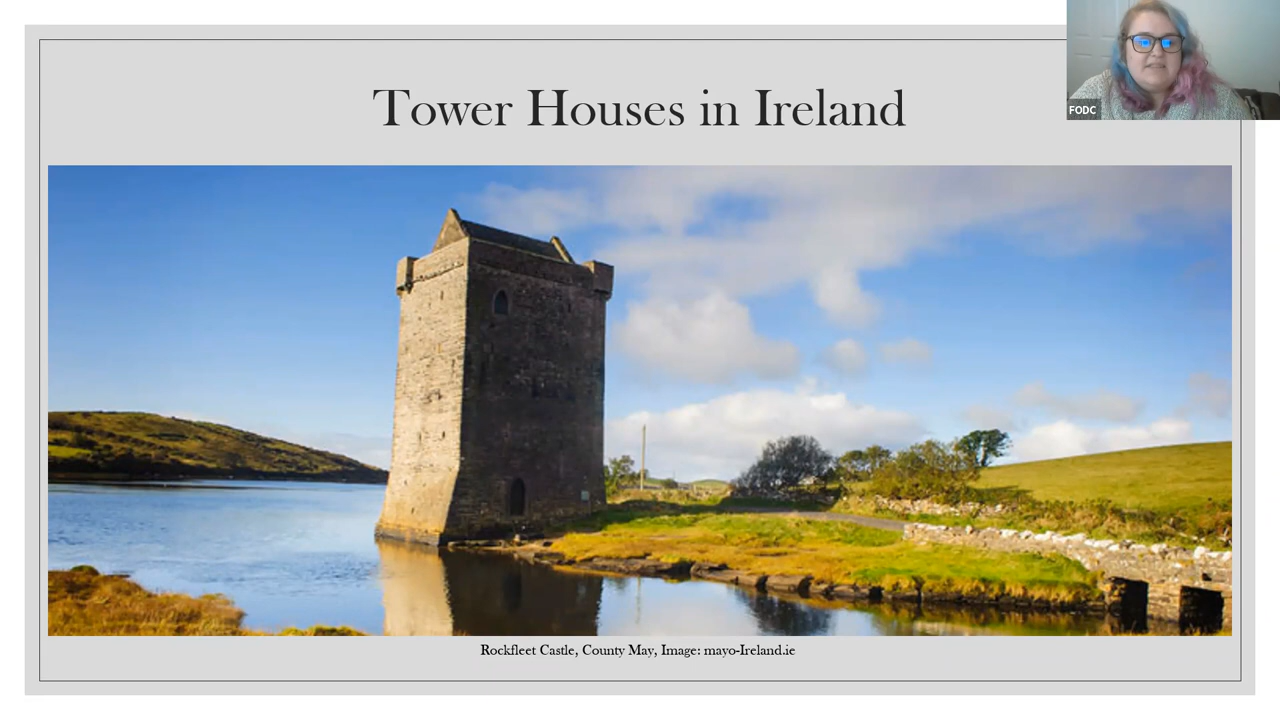 Tower Houses in Ireland
FODC
Rockfleet Castle, County May, Image: mayo-Ireland.ie